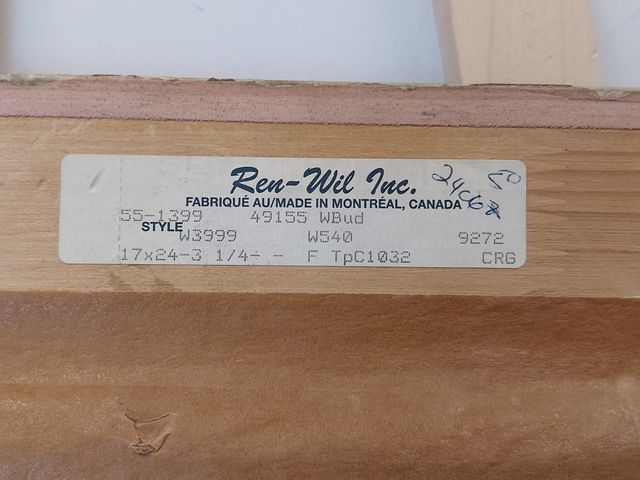 Ren-Wil Inc.
FABRIQUÉ AU/MADE IN MONTRÉAL, CANADA
55-1399 49155 WBud
STYLE
W3999 W540 9272
17x24-3 1/4- - F TpC1032 CRG